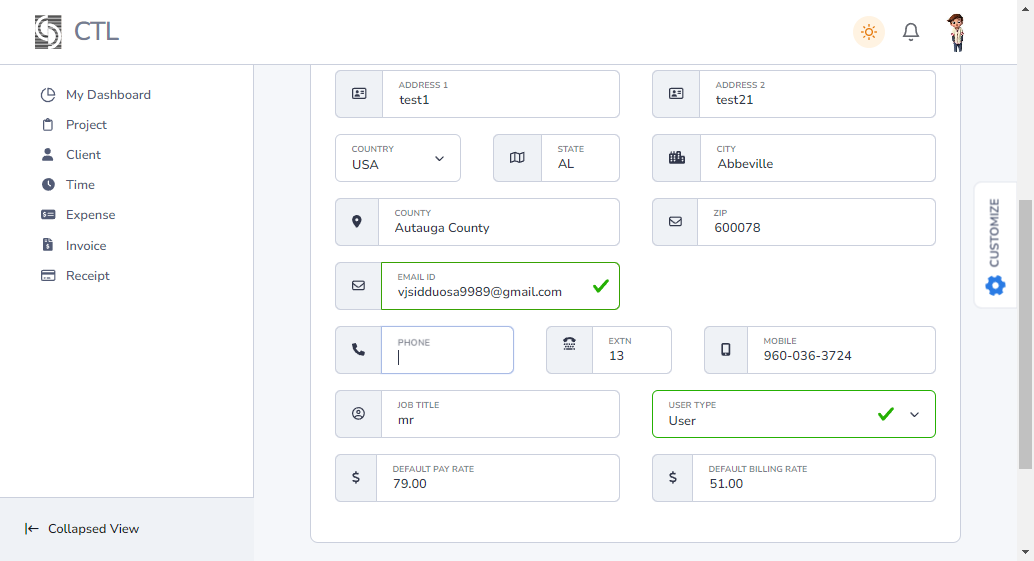 CTL
My Dashboard
Project
Client
Time
Expense
Invoice
Receipt
Collapsed View
ADDRESS 1
test1
ADDRESS 2
test21
COUNTRY
USA
STATE
AL
CITY
Abbeville
COUNTY
Autauga County
ZIP
600078
EMAIL ID
vjsidduosa9989@gmail.com
PHONE
EXTN
13
MOBILE
960-036-3724
JOB TITLE
mr
USER TYPE
User
DEFAULT PAY RATE
79.00
DEFAULT BILLING RATE
51.00
CUSTOMIZE